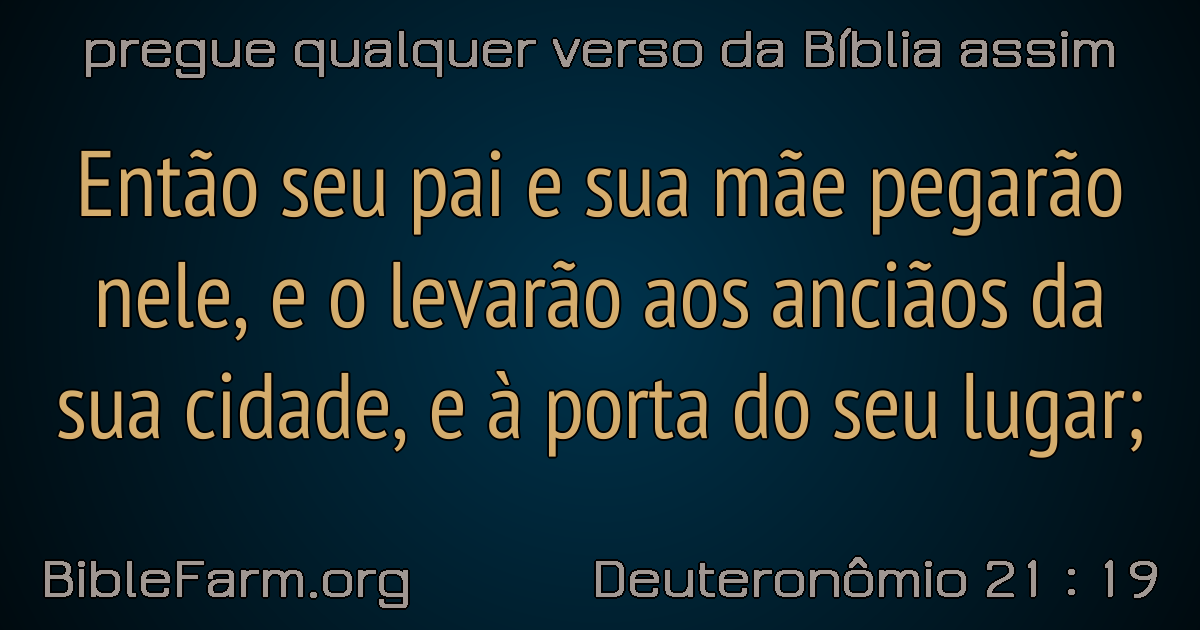 pregue qualquer verso da Bíblia assim
Então seu pai e sua mãe pegarão
nele, e o levarão aos anciãos da
sua cidade, e à porta do seu lugar;
BibleFarm.org
Deuteronômio 21 : 19